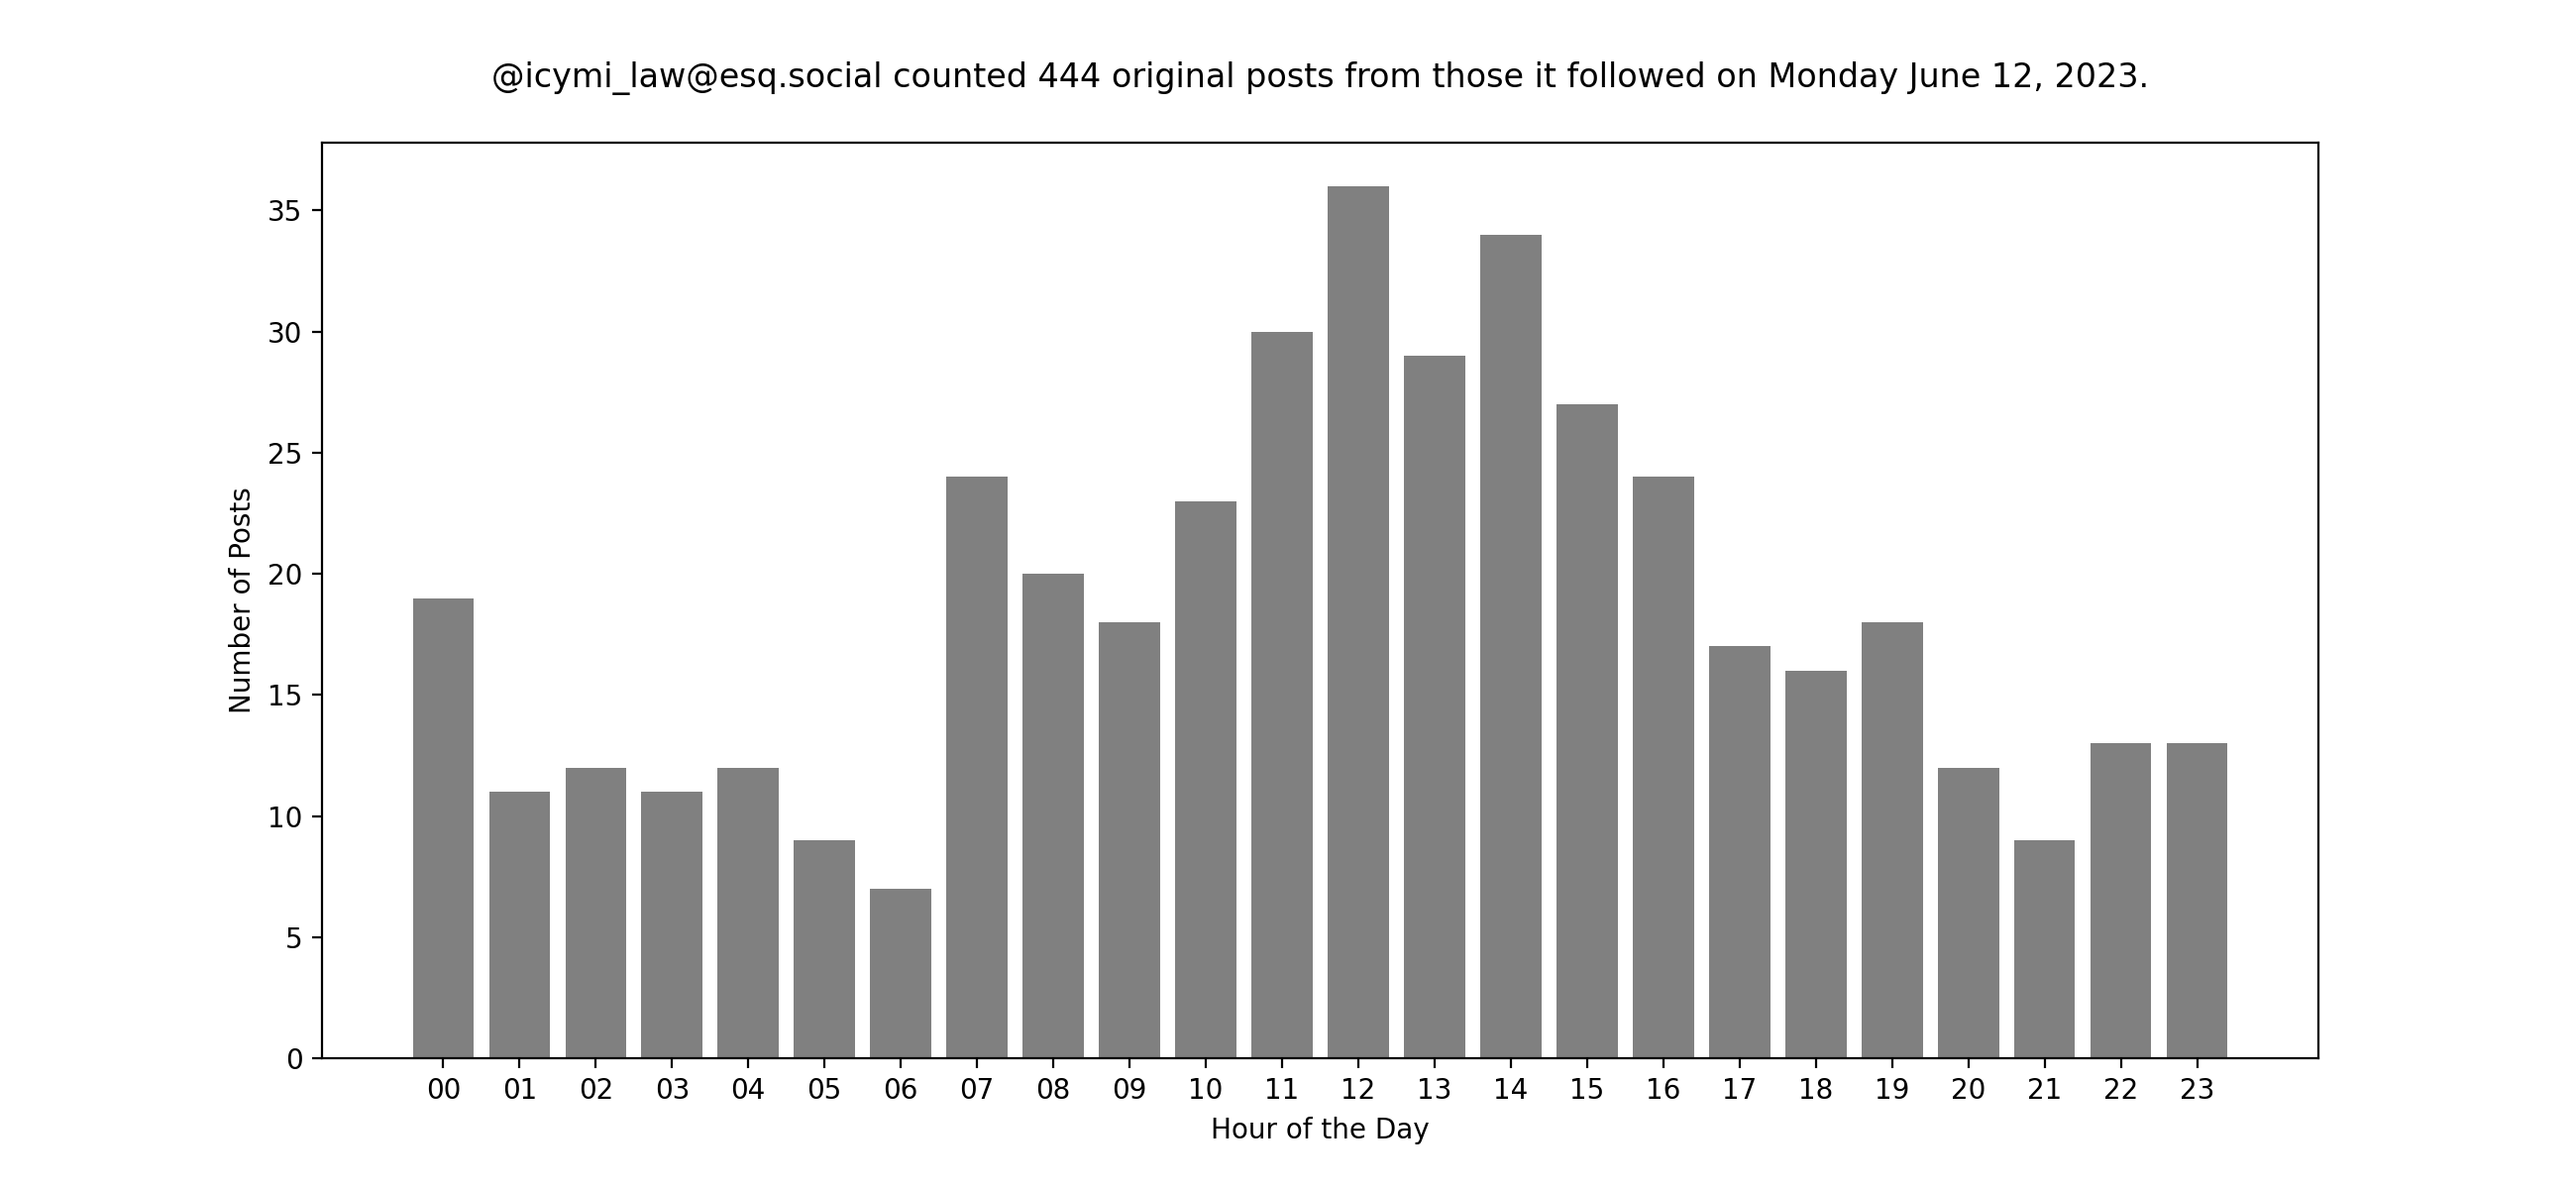 @icymi_law@esq.social counted 444 original posts from those it followed on Monday June 12, 2023.
35
30
25
20
15
10
5
0
Number of Posts
00 01 02 03 04 05 06 07 08 09 10 11 12 13 14 15 16 17 18 19 20 21 22 23
Hour of the Day